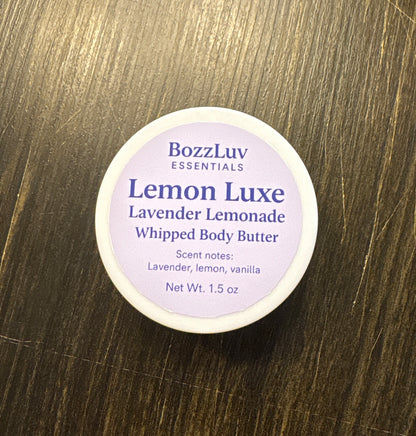 BozzLuv
ESSENTIALS
Lemon Luxe
Lavender Lemonade
Whipped Body Butter
Scent notes:
Lavender, lemon, vanilla
Net Wt. 1.5 oz